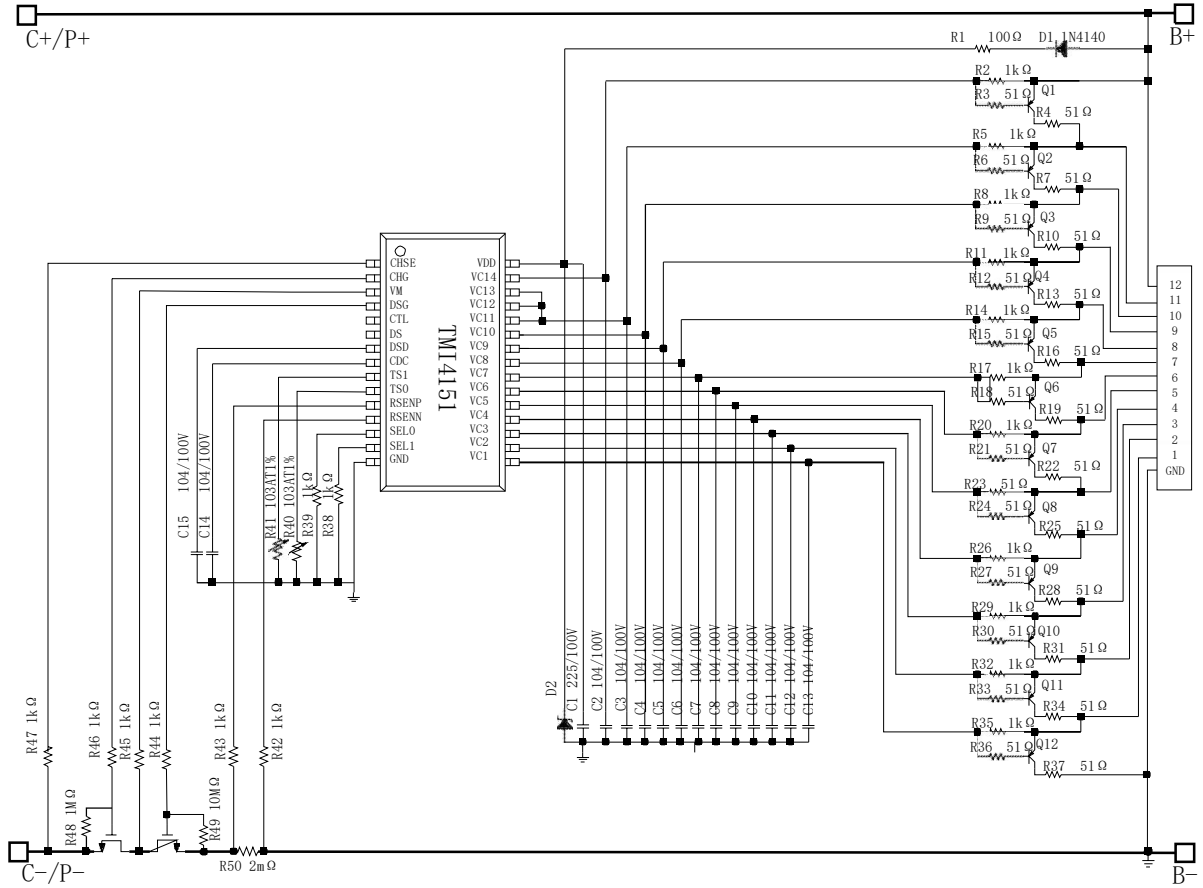 C+/P+
B+
R1 100Ω D1 1N4140
R2 1kΩ
R3 51Ω Q1
R4 51Ω
R5 1kΩ
R6 51Ω Q2
R7 51Ω
R8 1kΩ
R9 51Ω Q3
R10 51Ω
R11 1kΩ
R12 51Ω Q4
R13 51Ω
R14 1kΩ
R15 51Ω Q5
R16 51Ω
R17 1kΩ
R18 51Ω Q6
R19 51Ω
R20 1kΩ
R21 51Ω Q7
R22 51Ω
R23 51Ω
R24 51Ω Q8
R25 51Ω
R26 1kΩ
R27 51Ω Q9
R28 51Ω
R29 1kΩ
R30 51Ω Q10
R31 51Ω
R32 1kΩ
R33 51Ω Q11
R34 51Ω
R35 1kΩ
R36 51Ω Q12
R37 51Ω
12
11
10
9
8
7
6
5
4
3
2
1
GND
TMI4151
CHSE
CHG
VM
DSG
CTL
DS
DSD
CDC
TS1
TS0
RSENP
RSENN
SEL0
SEL1
GND
VDD
VC14
VC13
VC12
VC11
VC10
VC9
VC8
VC7
VC6
VC5
VC4
VC3
VC2
VC1
C15 104/100V
C14 104/100V
R41 103AT1%
R40 103AT1%
R39 1kΩ
R38 1kΩ
D2
C1 225/100V
C2 104/100V
C3 104/100V
C4 104/100V
C5 104/100V
C6 104/100V
C7 104/100V
C8 104/100V
C9 104/100V
C10 104/100V
C11 104/100V
C12 104/100V
C13 104/100V
R47 1kΩ
R46 1kΩ
R45 1kΩ
R44 1kΩ
R43 1kΩ
R42 1kΩ
R48 1MΩ
R49 10MΩ
R50 2mΩ
C-/P-
B-